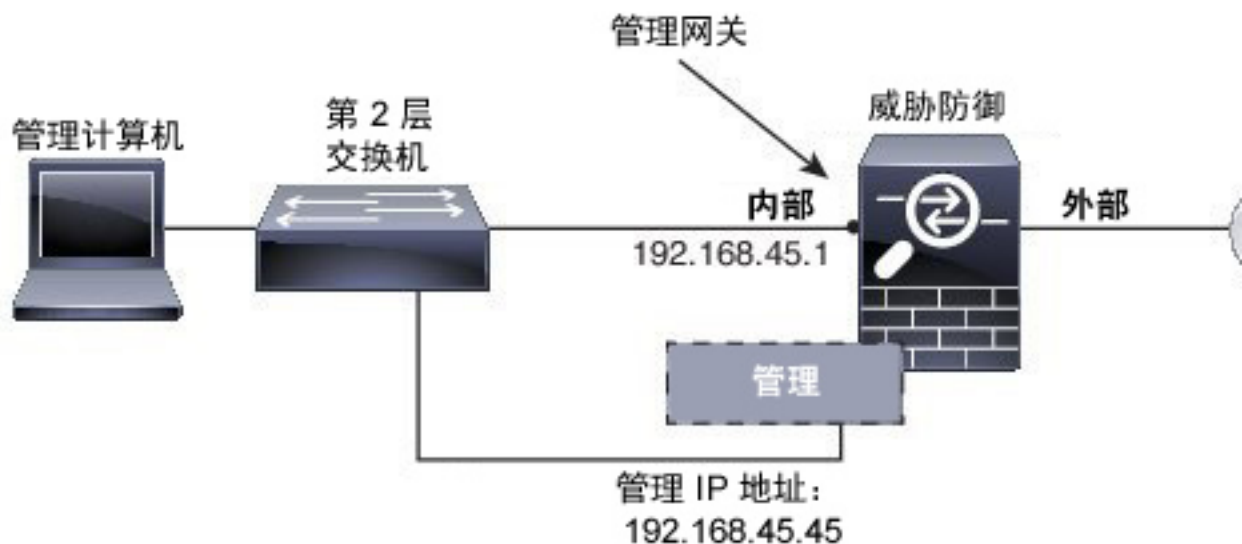 管理网关
威胁防御
第 2 层
交换机
管理计算机
内部
外部
192.168.45.1
管理
管理 IP 地址：
192.168.45.45